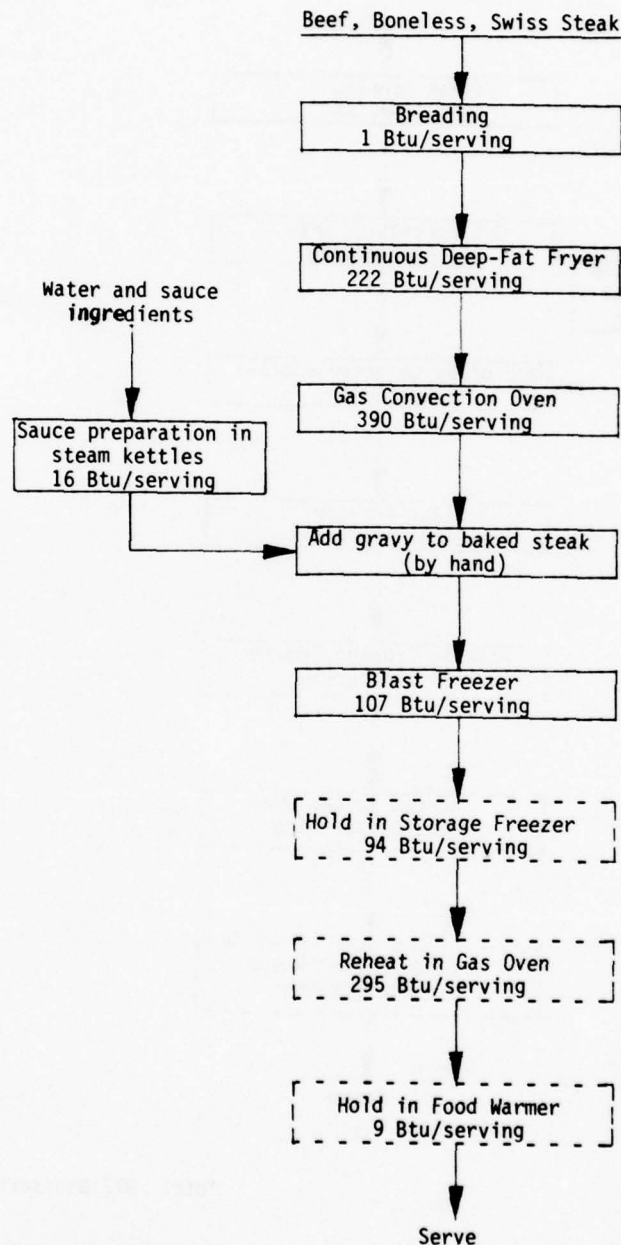 Beef, Boneless, Swiss Steak
Breading
1 Btu/serving
Continuous Deep-Fat Fryer
222 Btu/serving
Water and sauce
ingredients
Gas Convection Oven
390 Btu/serving
Sauce preparation in
steam kettles
16 Btu/serving
Add gravy to baked steak
(by hand)
Blast Freezer
107 Btu/serving
Hold in Storage Freezer
94 Btu/serving
Reheat in Gas Oven
295 Btu/serving
Hold in Food Warmer
9 Btu/serving
Serve